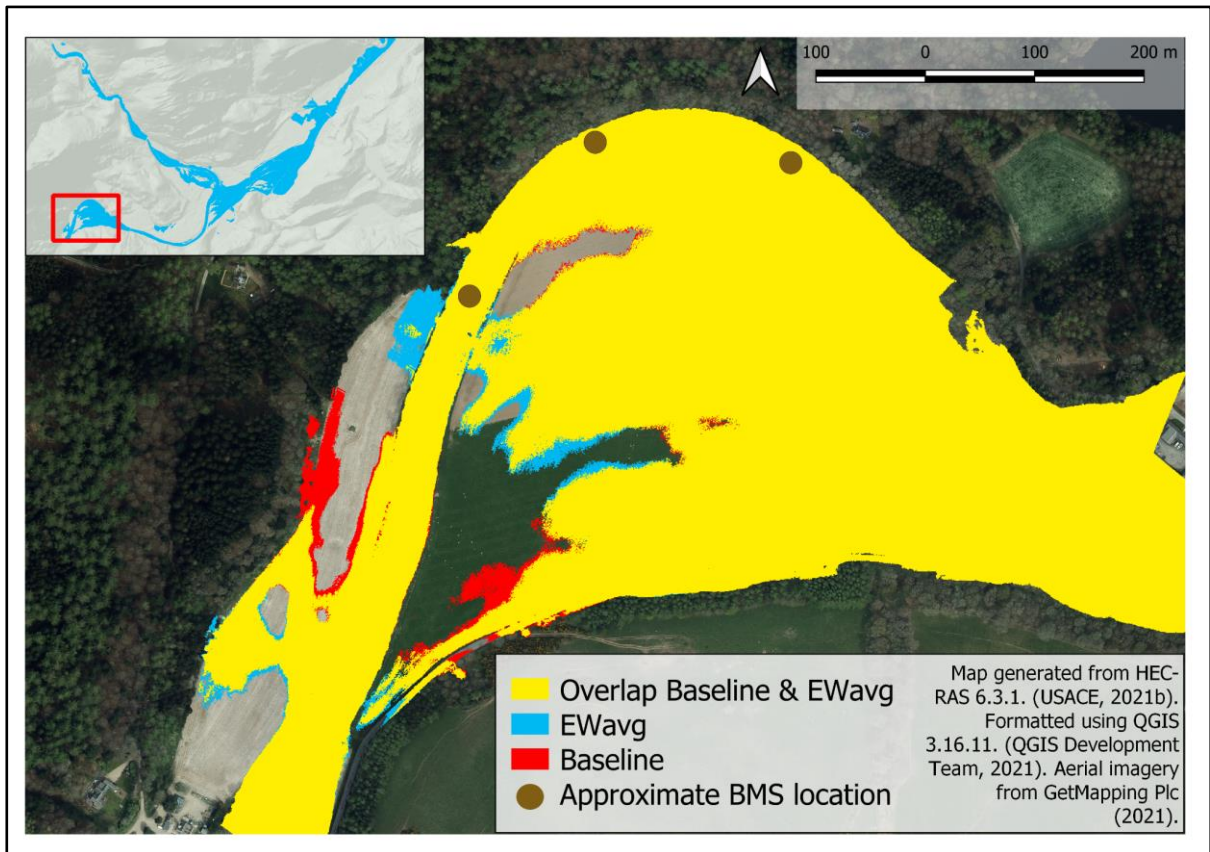 100 0 100 200 m
Overlap Baseline & EWavg
EWavg
Baseline
Approximate BMS location
Map generated from HEC-
RAS 6.3.1. (USACE, 2021b).
Formatted using QGIS
3.16.11. (QGIS Development
Team, 2021). Aerial imagery
from GetMapping Plc
(2021).